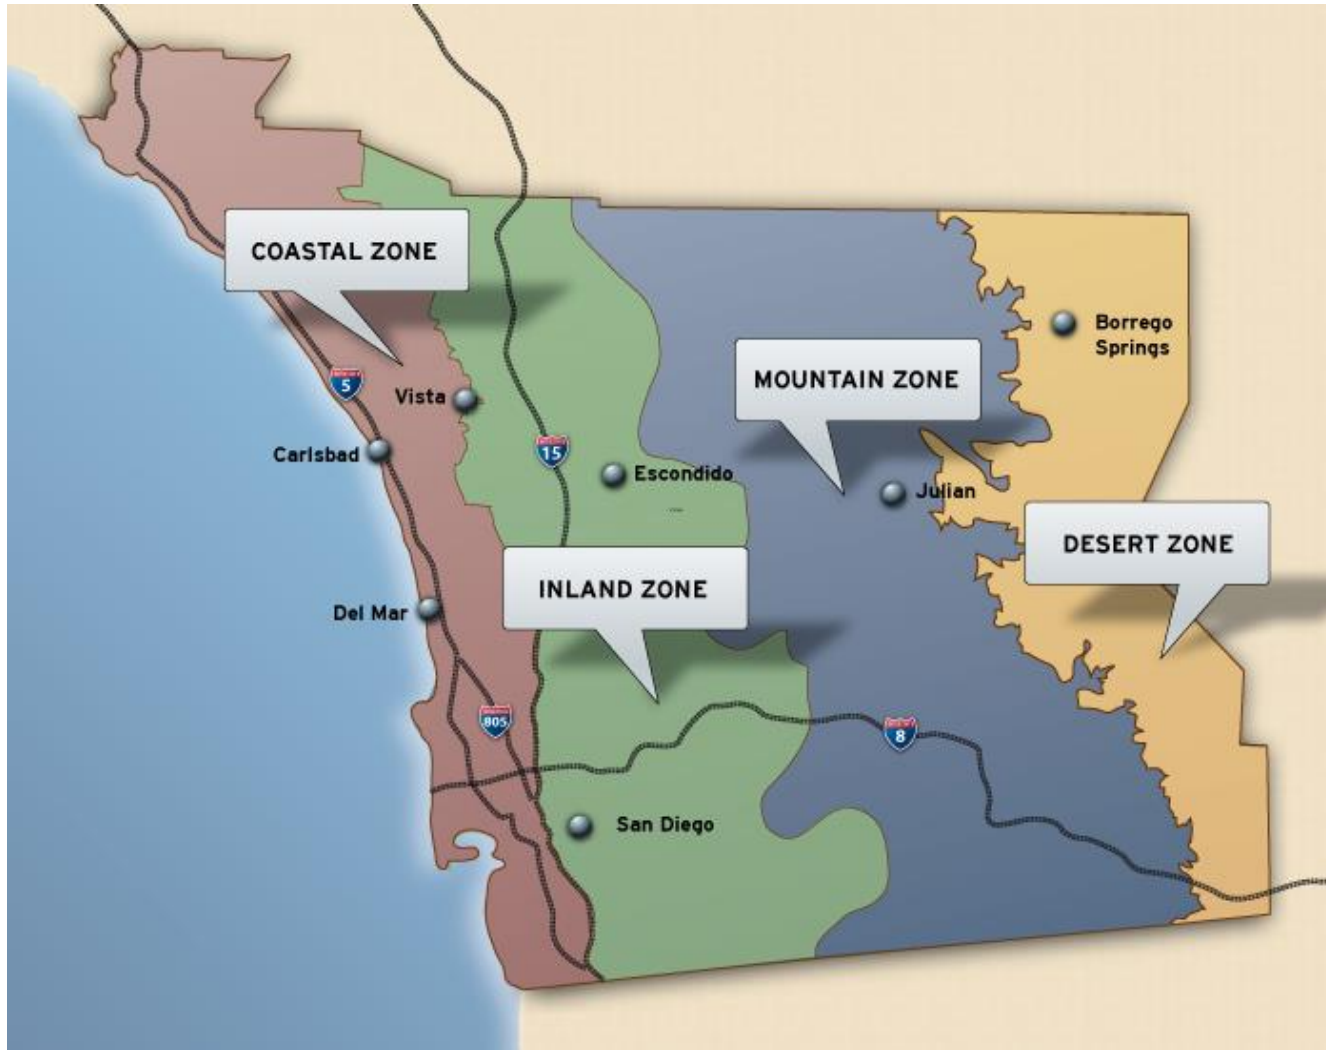 COASTAL ZONE
Borrego
Springs
MOUNTAIN ZONE
5
Vista
15
Carlsbad
Escondido
Julian
DESERT ZONE
INLAND ZONE
Del Mar
805
8
San Diego